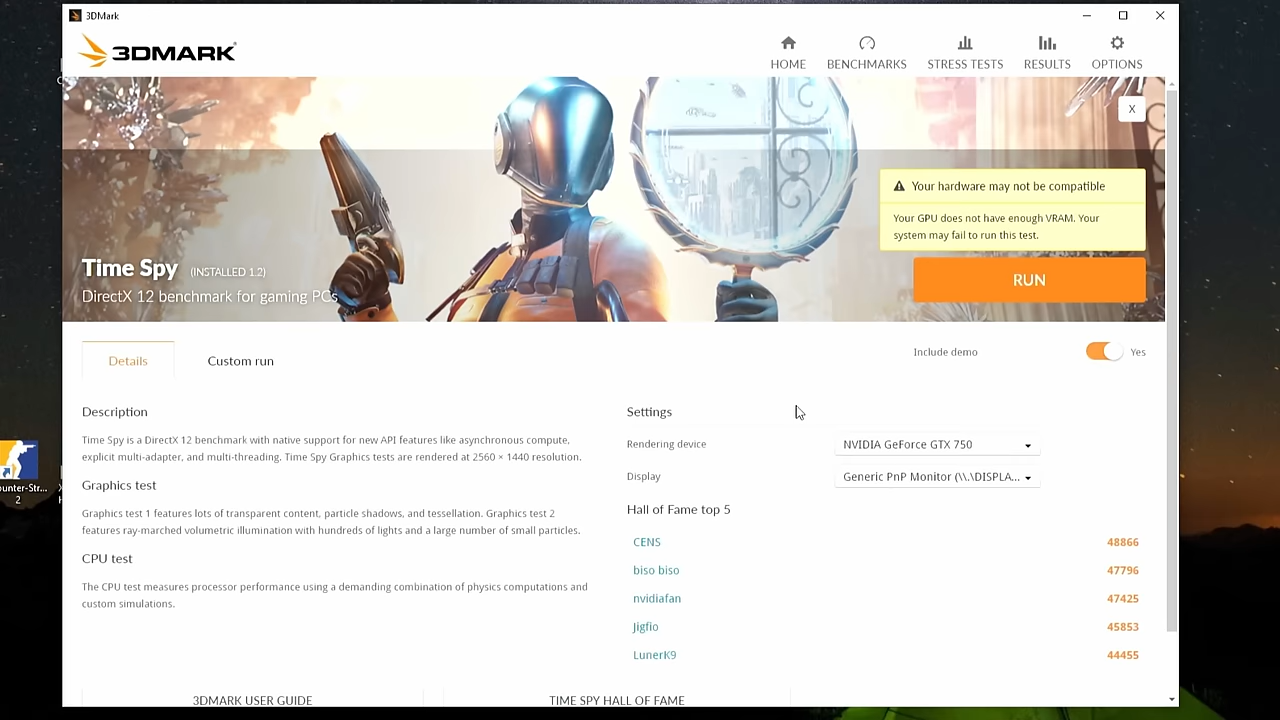 3DMark
3DMARK
HOME
BENCHMARKS
STRESS TESTS
RESULTS
OPTIONS
X
Your hardware may not be compatible
Your GPU does not have enough VRAM. Your
system may fail to run this test.
Time Spy (INSTALLED 1.2)
DirectX 12 benchmark for gaming PCs
RUN
Details
Custom run
Include demo
Yes
Description
Time Spy is a DirectX 12 benchmark with native support for new API features like asynchronous compute,
explicit multi-adapter, and multi-threading. Time Spy Graphics tests are rendered at 2560 × 1440 resolution.
Graphics test
Graphics test 1 features lots of transparent content, particle shadows, and tessellation. Graphics test 2
features ray-marched volumetric illumination with hundreds of lights and a large number of small particles.
CPU test
The CPU test measures processor performance using a demanding combination of physics computations and
custom simulations.
Settings
Rendering device NVIDIA GeForce GTX 750
Display Generic PnP Monitor (\\.\DISPLA...
Hall of Fame top 5
CENS 48866
biso biso 47796
nvidiafan 47425
Jigfio 45853
LunerK9 44455
3DMARK USER GUIDE
TIME SPY HALL OF FAME
ounter-Str...
2